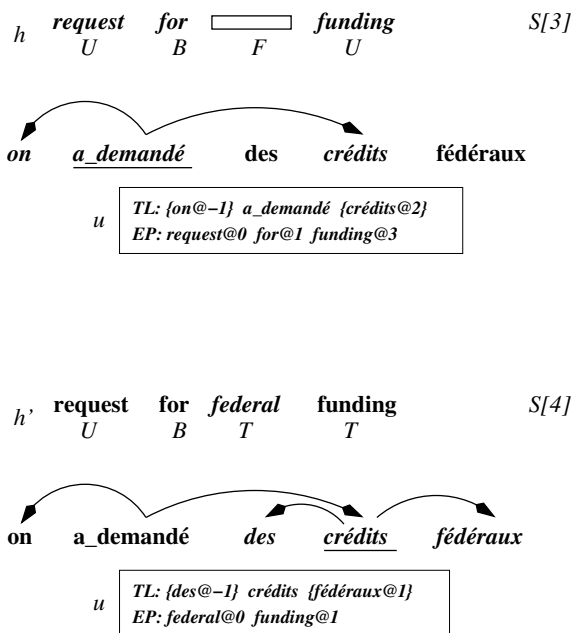 h request for funding S[3]
U B F U
on a_demandé des crédits fédéraux
u TL: {on@−1} a_demandé {crédits@2}
EP: request@0 for@1 funding@3
h' request for federal funding S[4]
U B T T
on a_demandé des crédits fédéraux
u TL: {des@−1} crédits {fédéraux@1}
EP: federal@0 funding@1